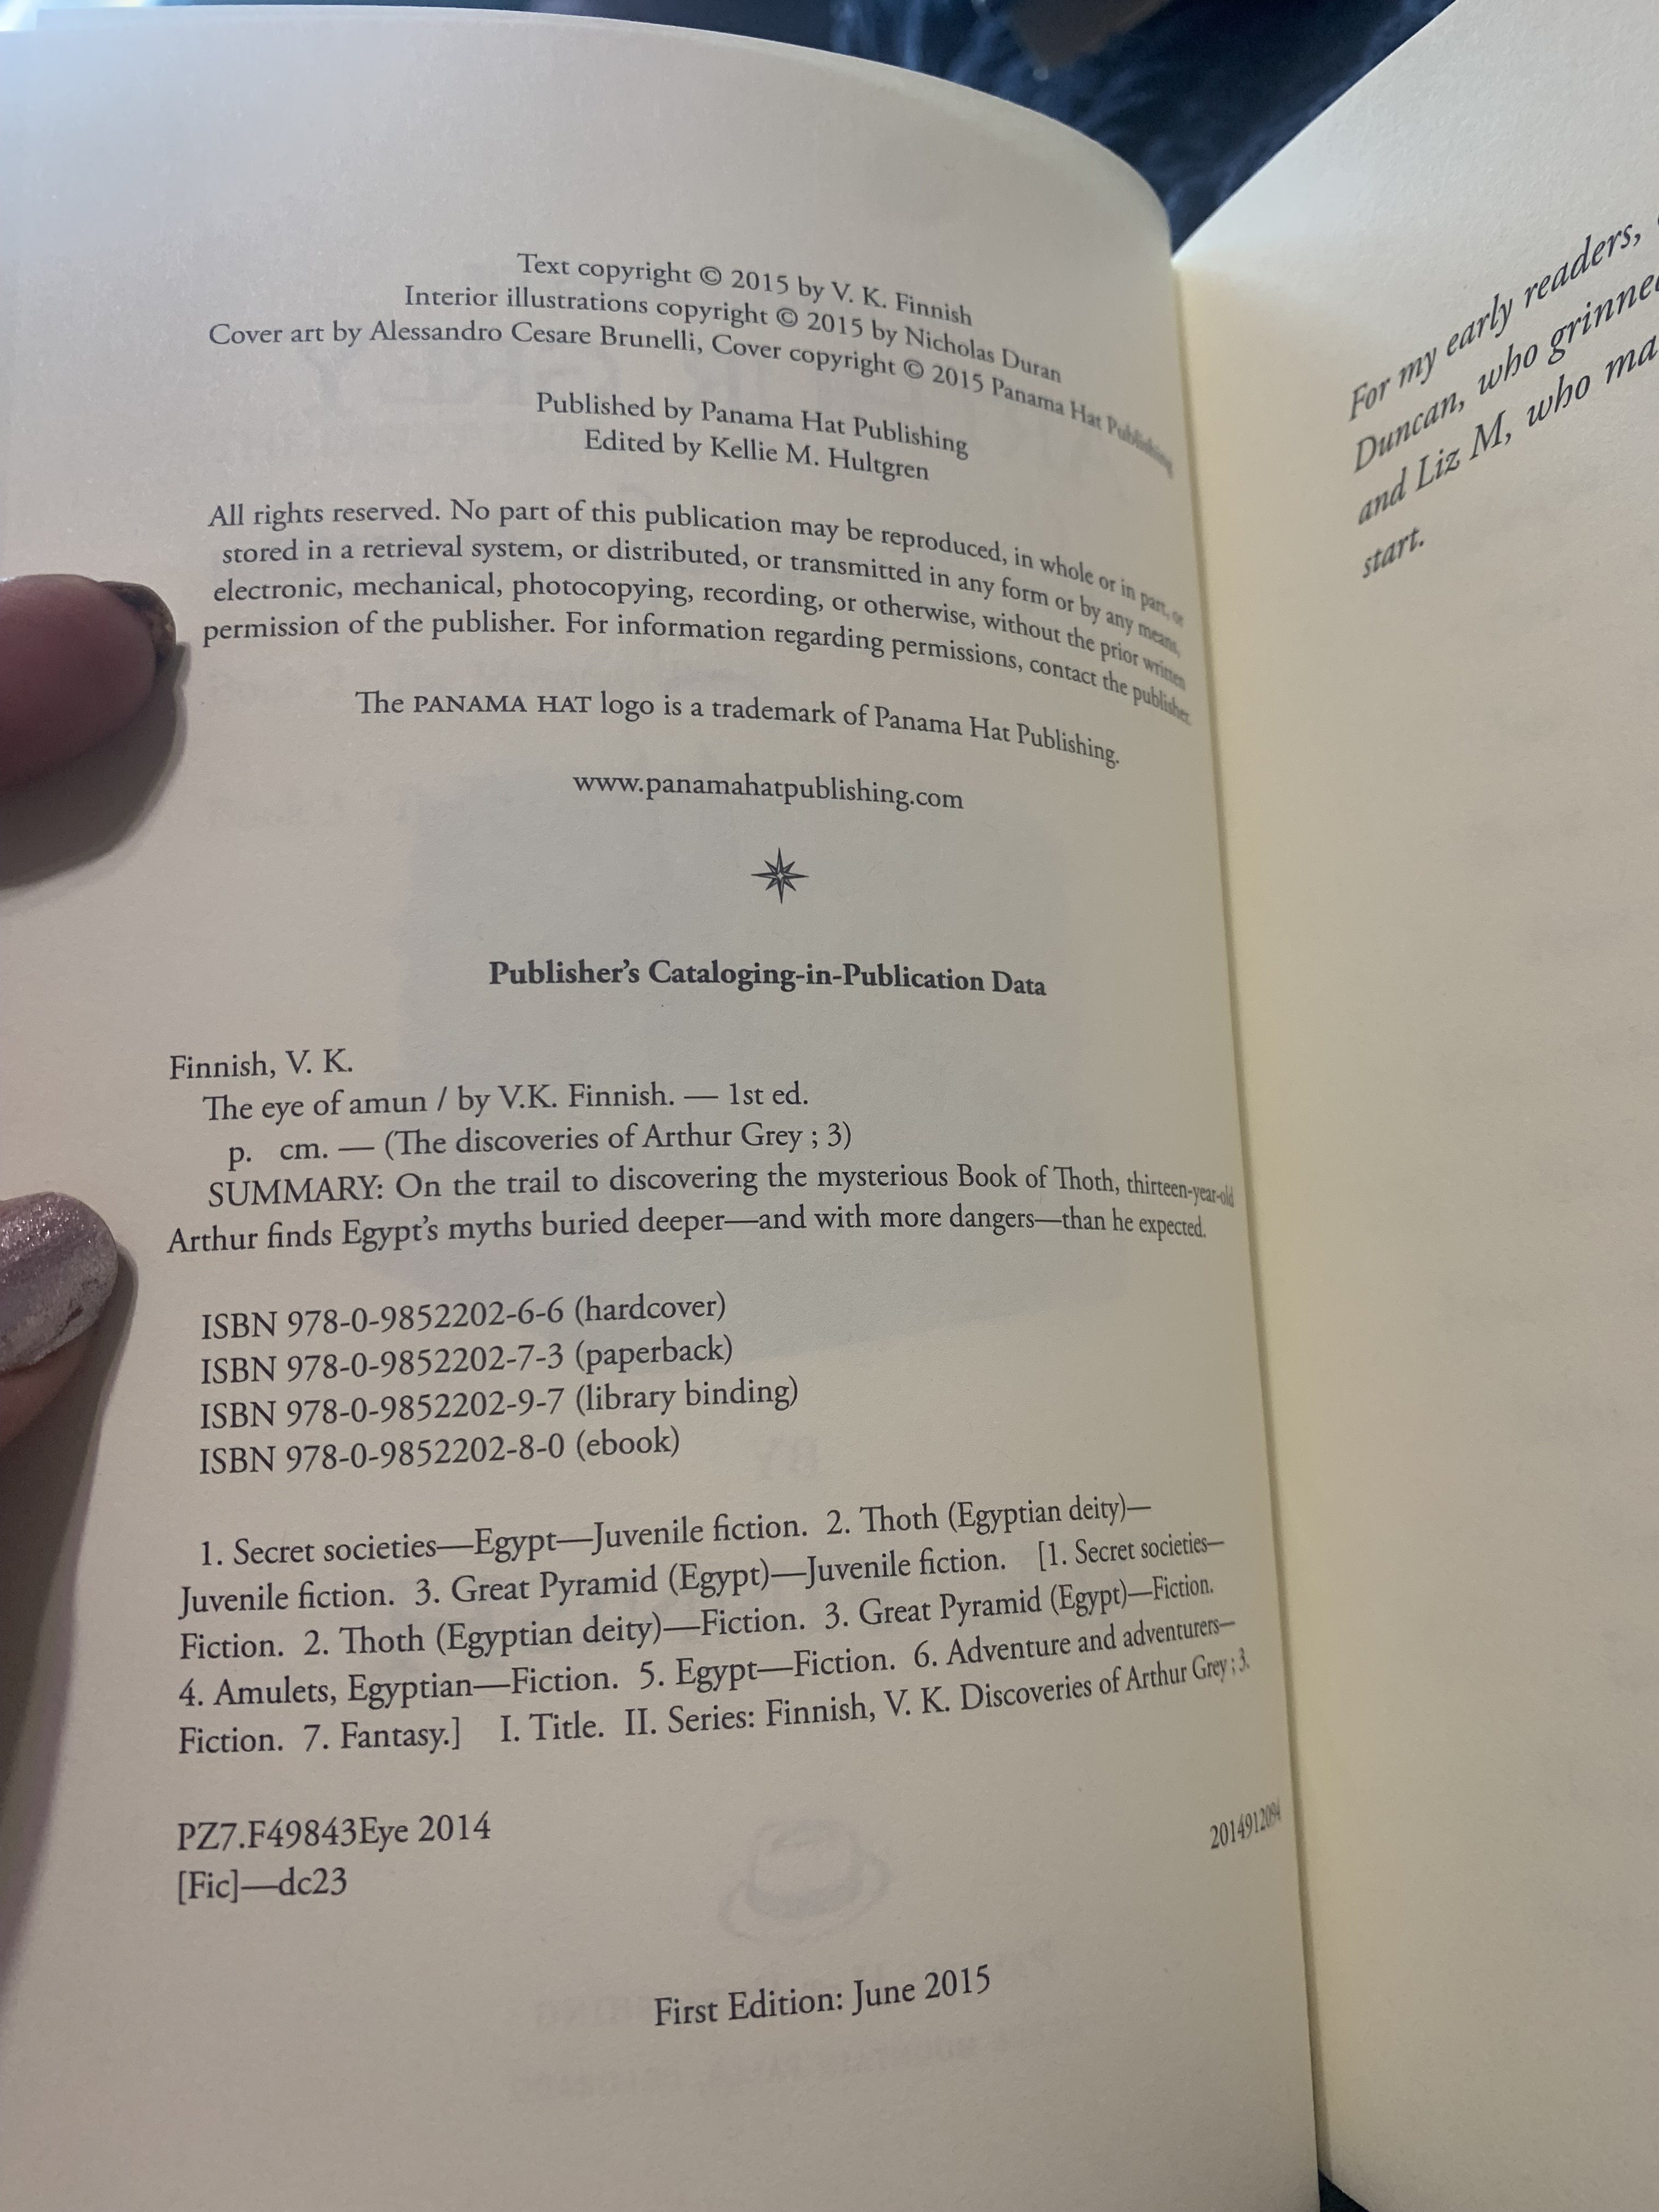 Text copyright © 2015 by V. K. Finnish
Interior illustrations copyright © 2015 by Nicholas Duran
Cover art by Alessandro Cesare Brunelli, Cover copyright © 2015 Panama Hat Publishing
Published by Panama Hat Publishing
Edited by Kellie M. Hultgren
All rights reserved. No part of this publication may be reproduced, in whole or in part, or
stored in a retrieval system, or distributed, or transmitted in any form or by any means,
electronic, mechanical, photocopying, recording, or otherwise, without the prior written
permission of the publisher. For information regarding permissions, contact the publisher.
The PANAMA HAT logo is a trademark of Panama Hat Publishing.
www.panamahatpublishing.com
Publisher's Cataloging-in-Publication Data
Finnish, V. K.
The eye of amun / by V.K. Finnish. — 1st ed.
p. cm. — (The discoveries of Arthur Grey ; 3)
SUMMARY: On the trail to discovering the mysterious Book of Thoth, thirteen-year-old
Arthur finds Egypt's myths buried deeper—and with more dangers—than he expected.
ISBN 978-0-9852202-6-6 (hardcover)
ISBN 978-0-9852202-7-3 (paperback)
ISBN 978-0-9852202-9-7 (library binding)
ISBN 978-0-9852202-8-0 (ebook)
1. Secret societies—Egypt—Juvenile fiction. 2. Thoth (Egyptian deity)—
Juvenile fiction. 3. Great Pyramid (Egypt)—Juvenile fiction. [1. Secret societies—
Fiction. 2. Thoth (Egyptian deity)—Fiction. 3. Great Pyramid (Egypt)—Fiction.
4. Amulets, Egyptian—Fiction. 5. Egypt—Fiction. 6. Adventure and adventurers—
Fiction. 7. Fantasy.] I. Title. II. Series: Finnish, V. K. Discoveries of Arthur Grey ; 3.
PZ7.F49843Eye 2014
2014912094
[Fic]—dc23
First Edition: June 2015
For my early readers,
Duncan, who grinned
and Liz M, who
start.